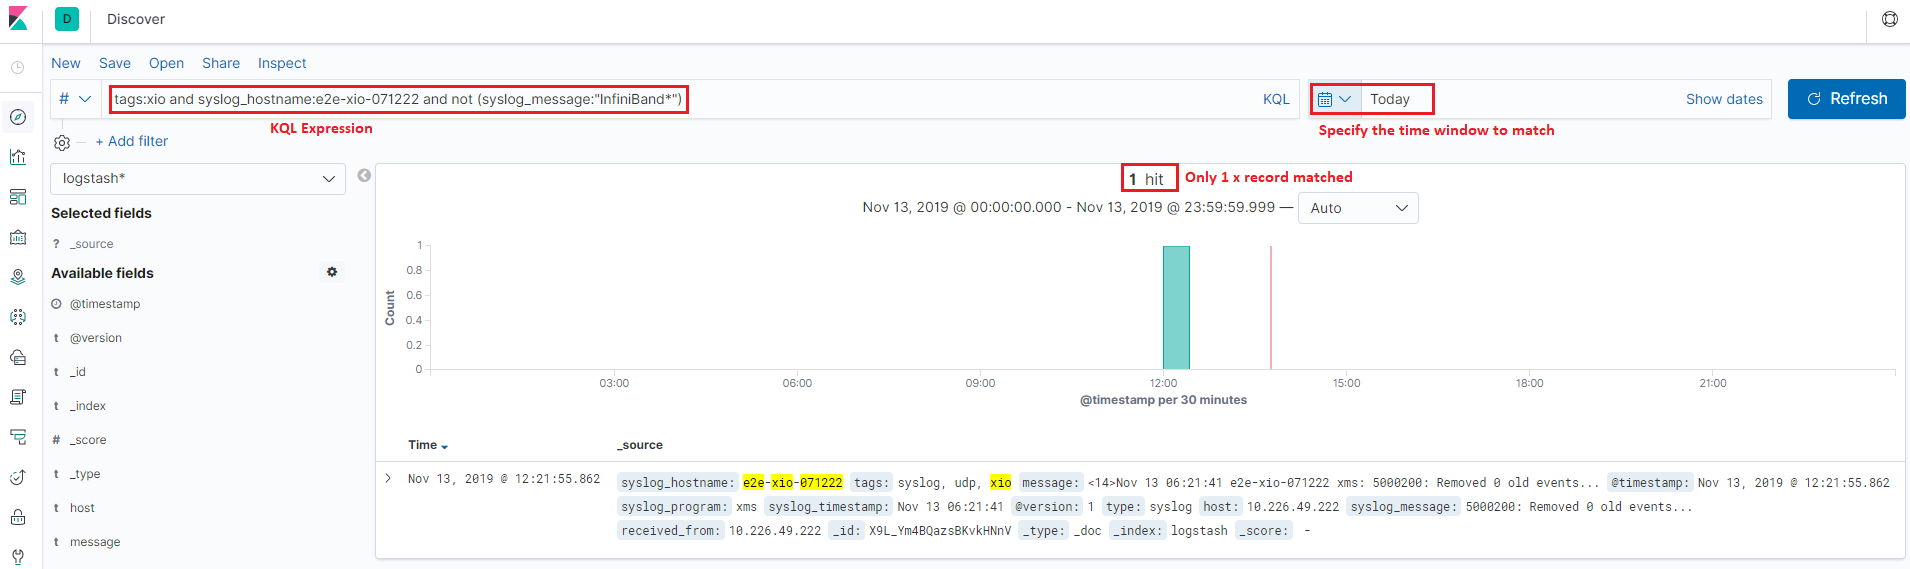 D Discover
New Save Open Share Inspect
# tags:xio and syslog_hostname:e2e-xio-071222 and not (syslog_message:"InfiniBand*") KQL Today Show dates Refresh
KQL Expression
Specify the time window to match
+ Add filter
logstash*
1 hit Only 1 x record matched
Nov 13, 2019 @ 00:00:00.000 - Nov 13, 2019 @ 23:59:59.999 — Auto
Selected fields
? _source
Available fields
@timestamp
t @version
t _id
t _index
# _score
t _type
t host
t message
1
0.8
0.6
0.4
0.2
0
Count
03:00 06:00 09:00 12:00 15:00 18:00 21:00
@timestamp per 30 minutes
Time _source
Nov 13, 2019 @ 12:21:55.862 syslog_hostname: e2e-xio-071222 tags: syslog, udp, xio message: <14>Nov 13 06:21:41 e2e-xio-071222 xms: 5000200: Removed 0 old events... @timestamp: Nov 13, 2019 @ 12:21:55.862
syslog_program: xms syslog_timestamp: Nov 13 06:21:41 @version: 1 type: syslog host: 10.226.49.222 syslog_message: 5000200: Removed 0 old events...
received_from: 10.226.49.222 _id: X9L_Ym4BQazsBKvkHNnV _type: _doc _index: logstash _score: -